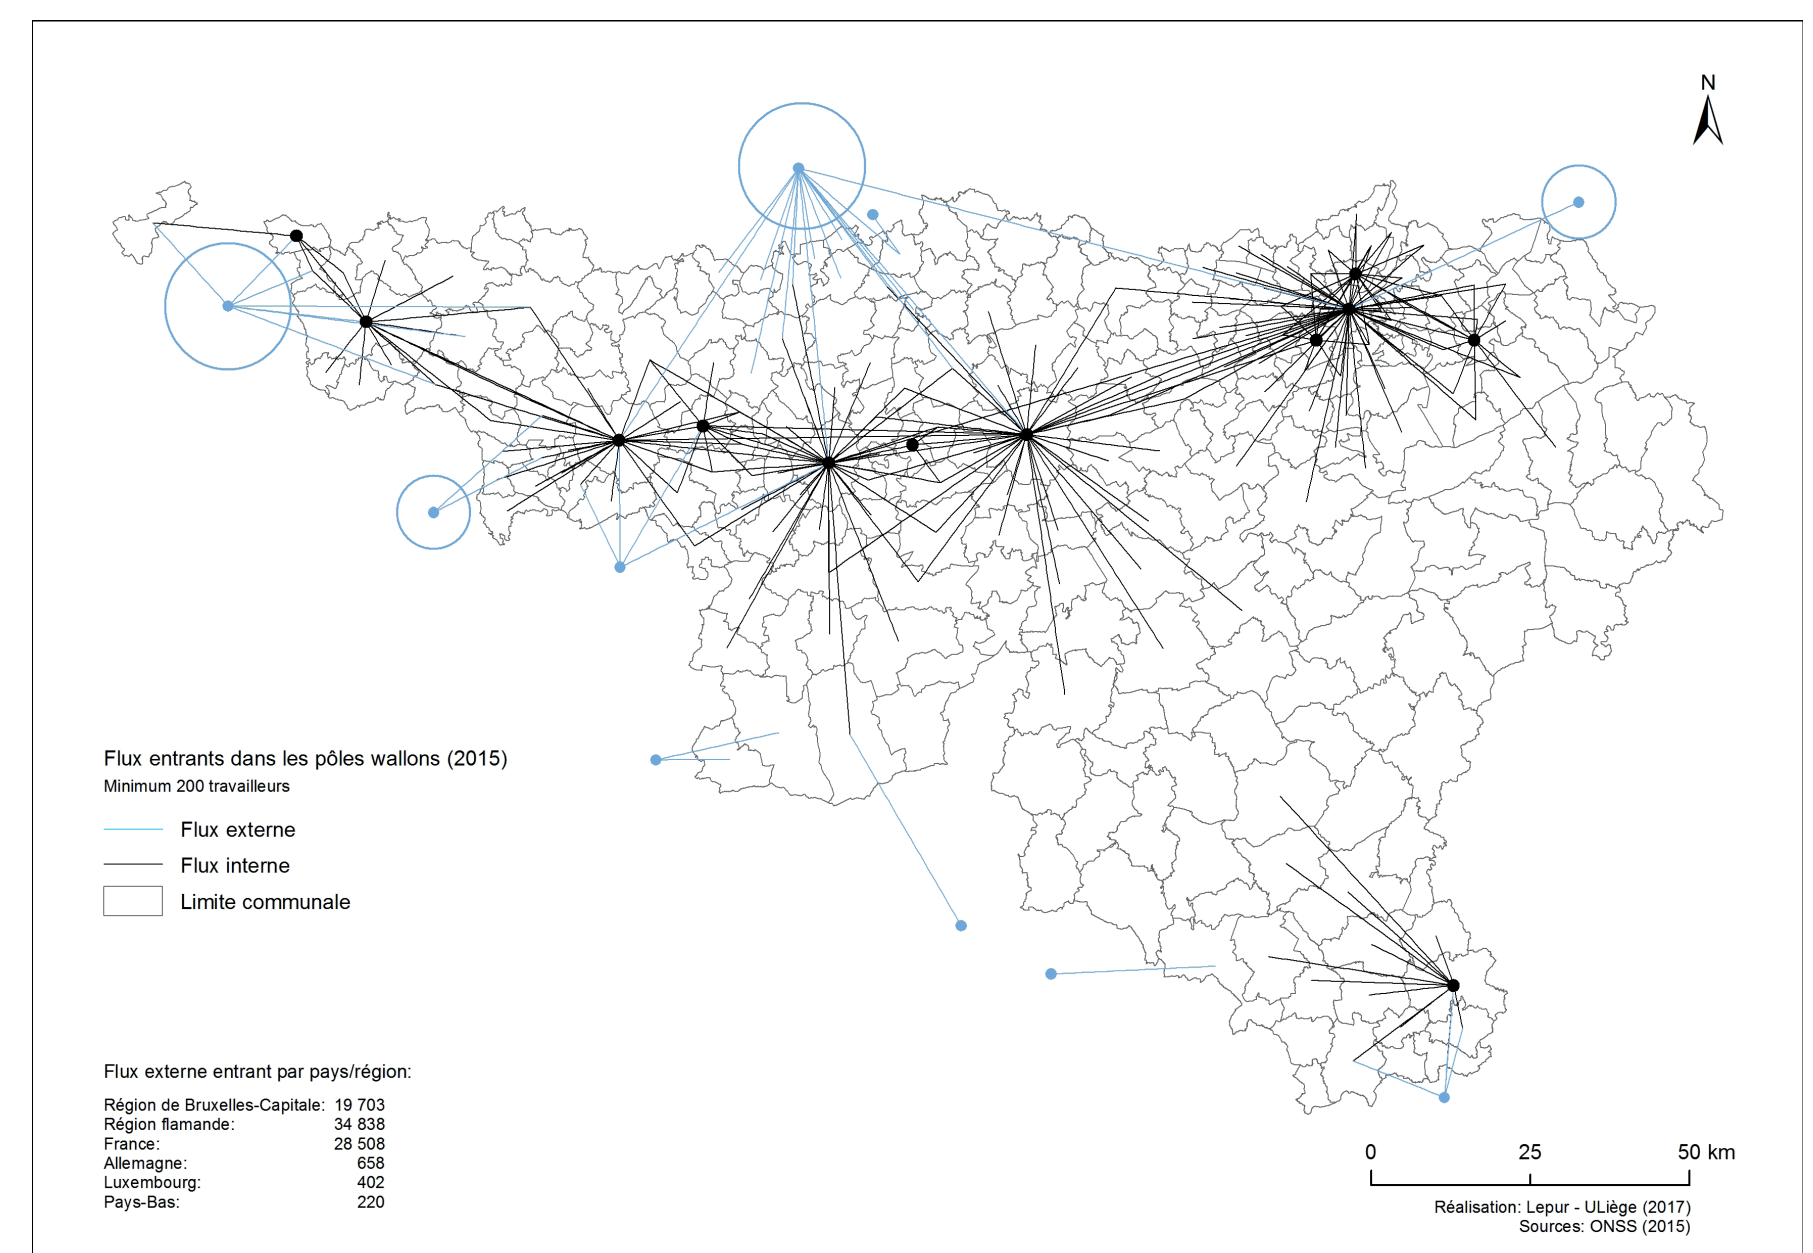 N
Flux entrants dans les pôles wallons (2015)
Minimum 200 travailleurs
Flux externe
Flux interne
Limite communale
Flux externe entrant par pays/région:
Région de Bruxelles-Capitale: 19 703
Région flamande: 34 838
France: 28 508
Allemagne: 658
Luxembourg: 402
Pays-Bas: 220
0 25 50 km
Réalisation: Lepur - ULiège (2017)
Sources: ONSS (2015)